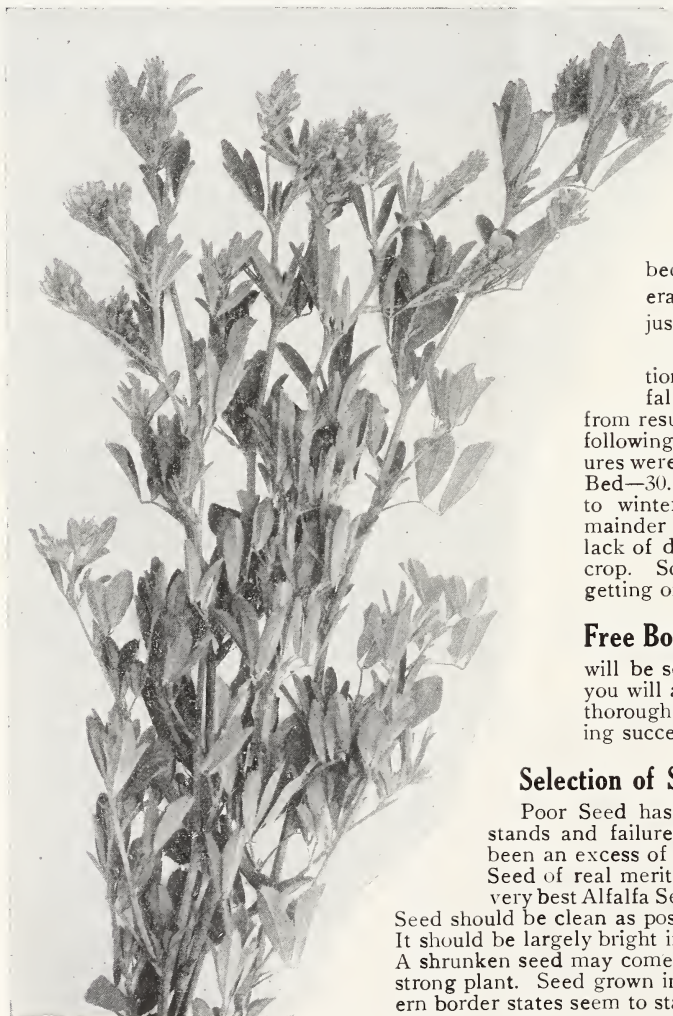 bec
era
jus
tion
fal
from resu
following
ures were
Bed—30.
to winter
mainder
lack of d
crop. So
getting o
Free Bo
will be s
you will a
thorough
ing succe
Selection of S
Poor Seed has
stands and failure
been an excess of
Seed of real merit
very best Alfalfa Se
Seed should be clean as pos
It should be largely bright i
A shrunken seed may come
strong plant. Seed grown in
ern border states seem to sta